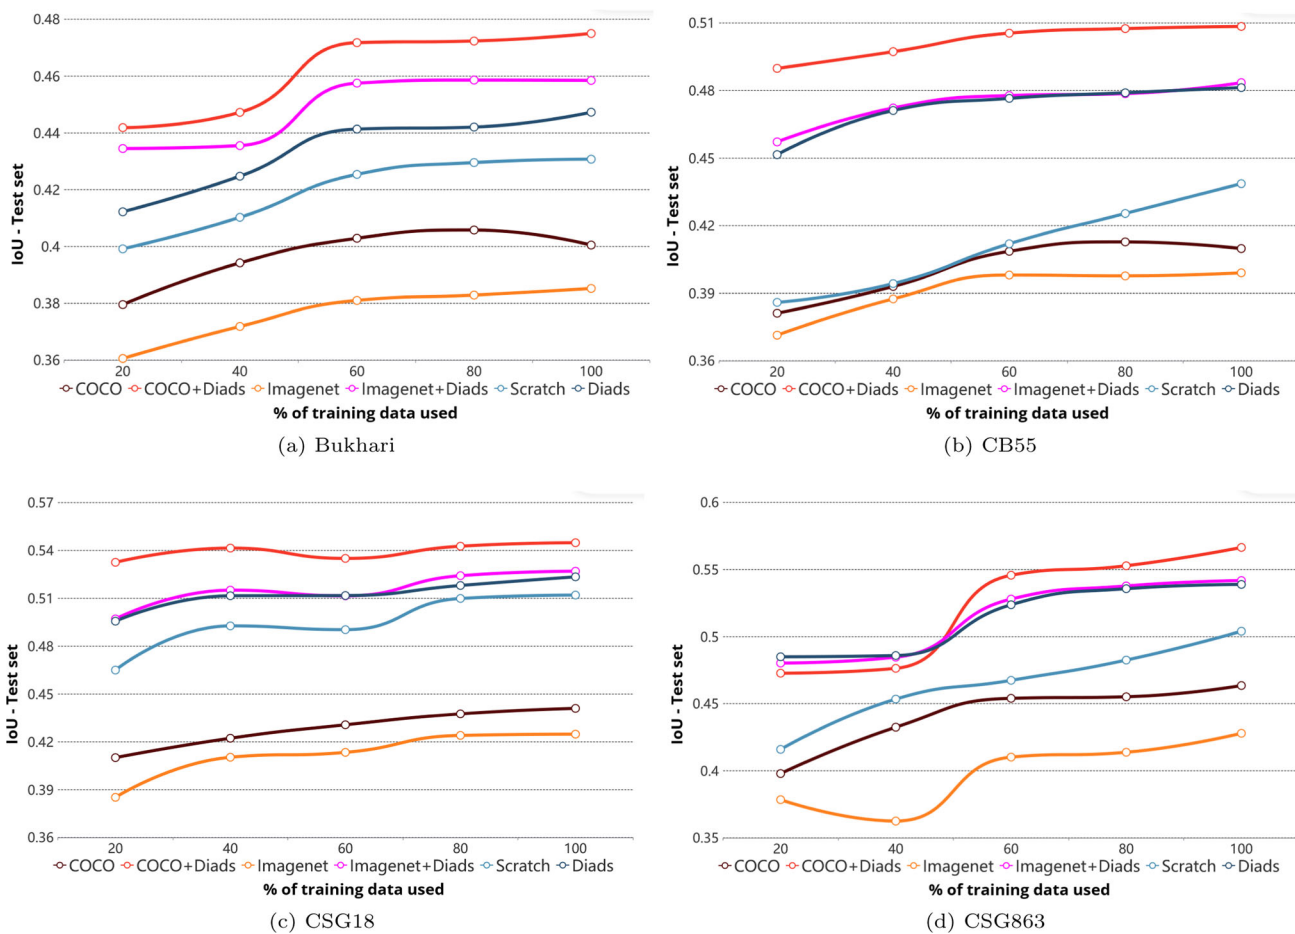 0.48
0.46
0.44
0.42
0.4
0.38
0.36
IoU - Test set
20 40 60 80 100
COCO COCO+Diads Imagenet Imagenet+Diads Scratch Diads
% of training data used
(a) Bukhari
0.51
0.48
0.45
0.42
0.39
0.36
IoU - Test set
20 40 60 80 100
COCO COCO+Diads Imagenet Imagenet+Diads Scratch Diads
% of training data used
(b) CB55
0.57
0.54
0.51
0.48
0.45
0.42
0.39
0.36
IoU - Test set
20 40 60 80 100
COCO COCO+Diads Imagenet Imagenet+Diads Scratch Diads
% of training data used
(c) CSG18
0.6
0.55
0.5
0.45
0.4
0.35
IoU - Test set
20 40 60 80 100
COCO COCO+Diads Imagenet Imagenet+Diads Scratch Diads
% of training data used
(d) CSG863